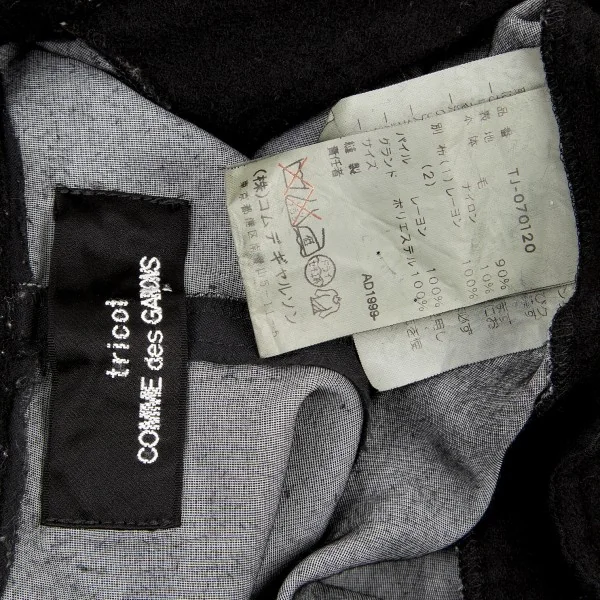 tricot
COMME des GARÇONS
品番 TJ-070120
表地
本体 毛 90%
ナイロン 10%
別布(1)レーヨン 100%
(2)レーヨン 100%
パイル
グランド ポリエステル100%
サイズ
縫製
責任者
AD1999
(株)コム デ ギャルソン